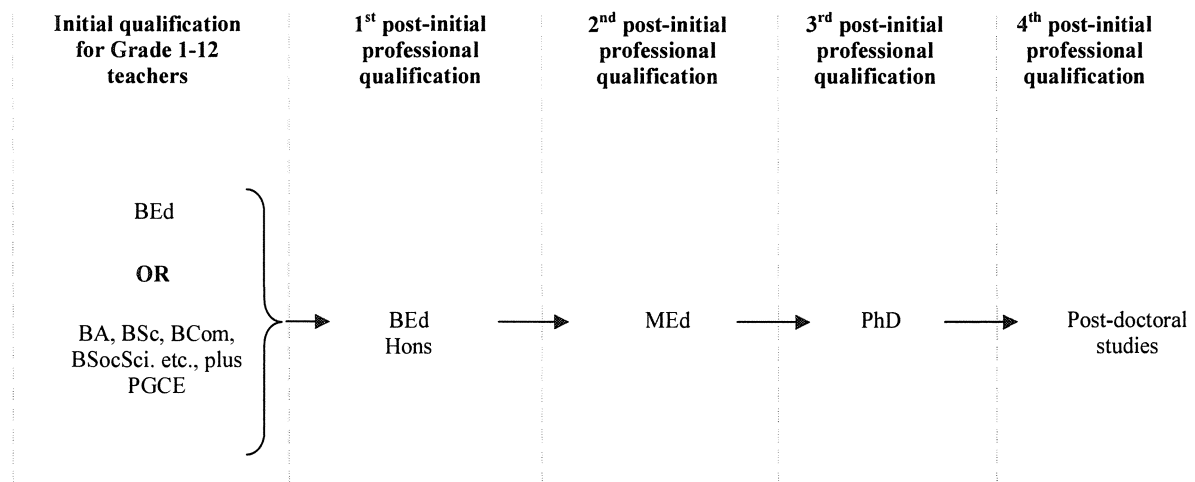 Initial qualification
for Grade 1-12
teachers
1st post-initial
professional
qualification
2nd post-initial
professional
qualification
3rd post-initial
professional
qualification
4th post-initial
professional
qualification
BEd
OR
BA, BSc, BCom,
BSocSci. etc., plus
PGCE
BEd
Hons
MEd
PhD
Post-doctoral
studies